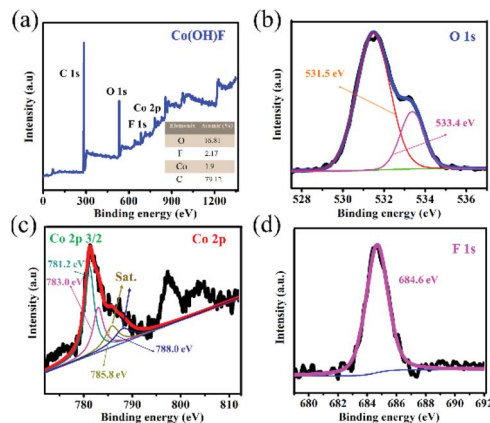 (a)
Co(OH)F
C 1s
O 1s
Co 2p
F 1s
Elements Atomic (%)
O 16.81
F 2.17
Co 1.9
C 79.12
Intensity (a.u)
0 300 600 900 1200
Binding energy (eV)
(b)
O 1s
531.5 eV
533.4 eV
Intensity (a.u)
528 530 532 534 536
Binding energy (eV)
(c)
Co 2p 3/2 Co 2p
781.2 eV
783.0 eV
Sat.
788.0 eV
785.8 eV
Intensity (a.u.)
780 790 800 810
Binding energy (eV)
(d)
F 1s
684.6 eV
Intensity (a.u.)
680 682 684 686 688 690 692
Binding Energy (eV)